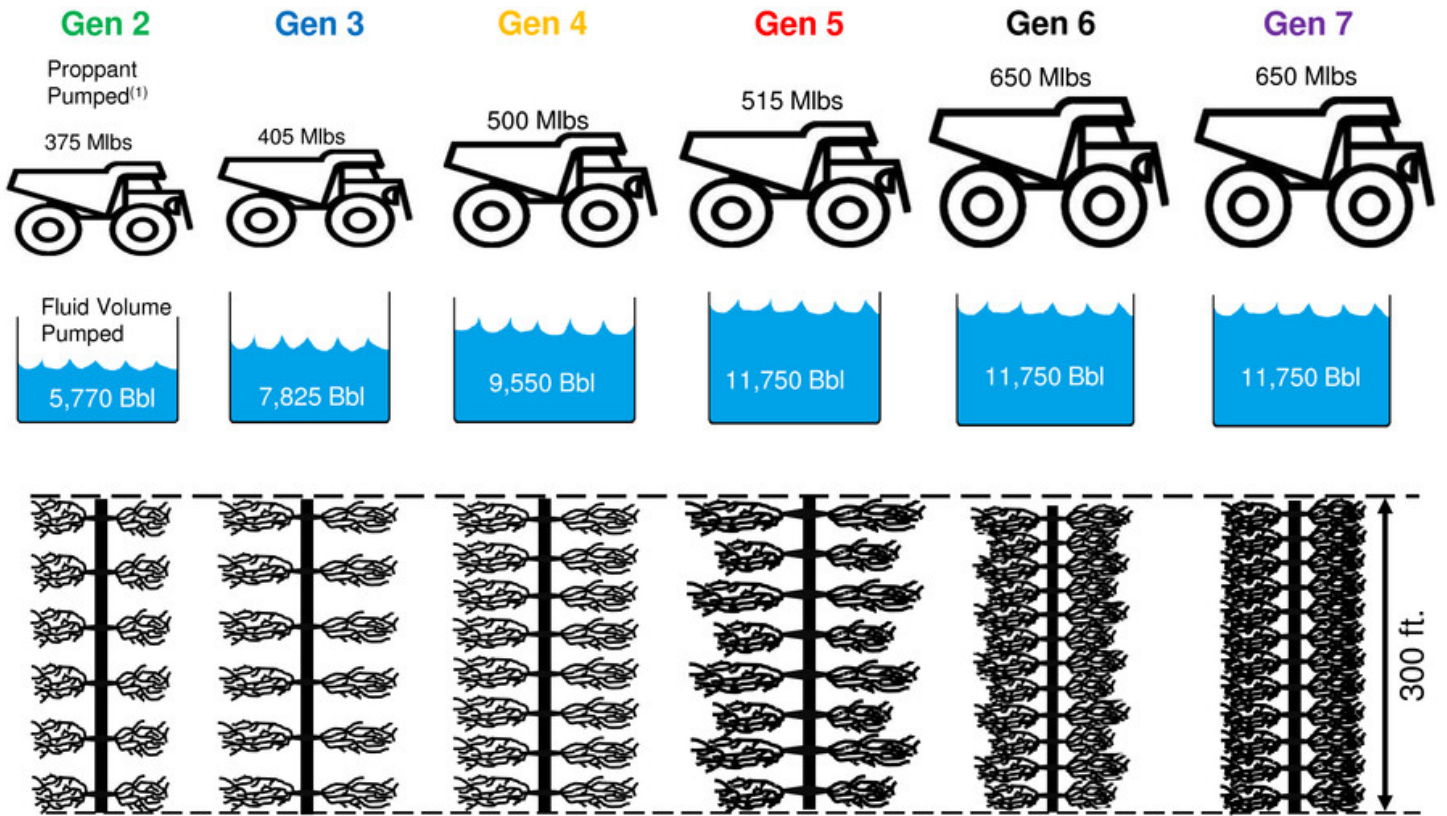 Gen 2
Gen 3
Gen 4
Gen 5
Gen 6
Gen 7
Proppant
Pumped(1)
375 Mlbs
405 Mlbs
500 Mlbs
515 Mlbs
650 Mlbs
650 Mlbs
Fluid Volume
Pumped
5,770 Bbl
7,825 Bbl
9,550 Bbl
11,750 Bbl
11,750 Bbl
11,750 Bbl
300 ft.